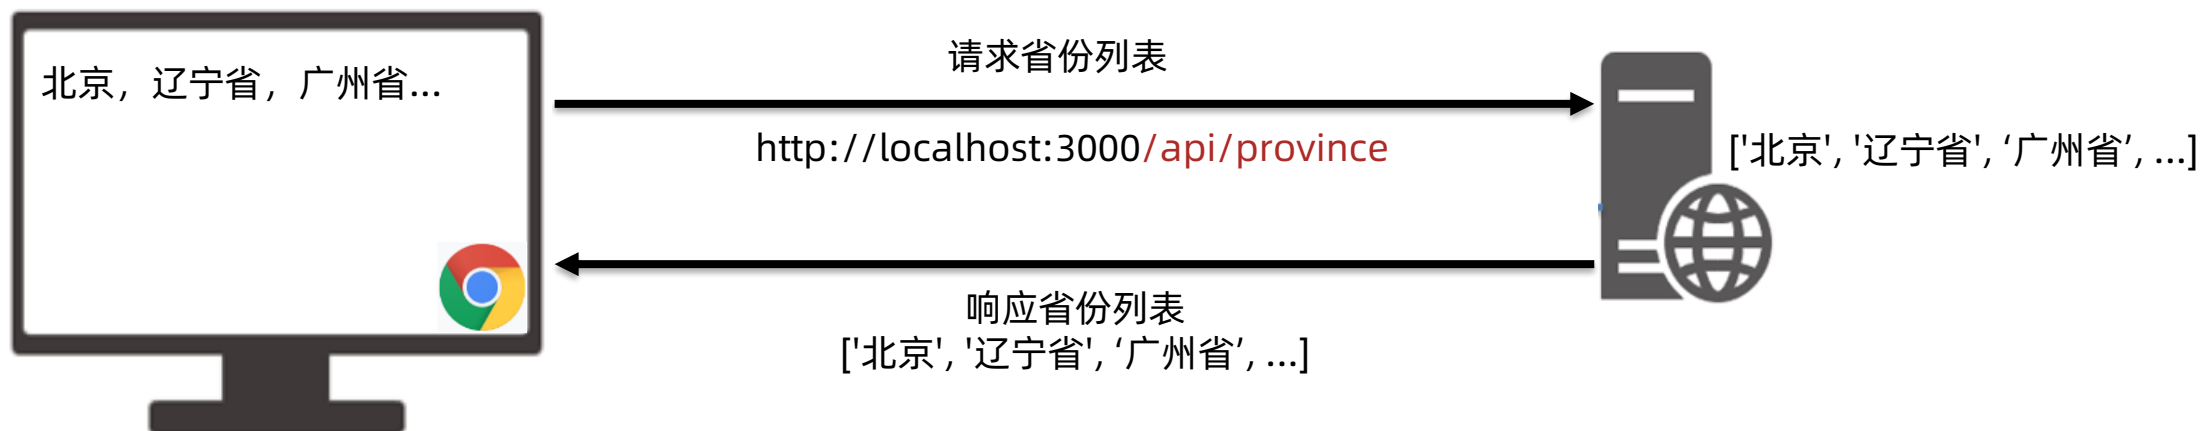 北京，辽宁省，广州省...
请求省份列表
http://localhost:3000/api/province
['北京', '辽宁省', ‘广州省’, ...]
响应省份列表
['北京', '辽宁省', ‘广州省’, ...]